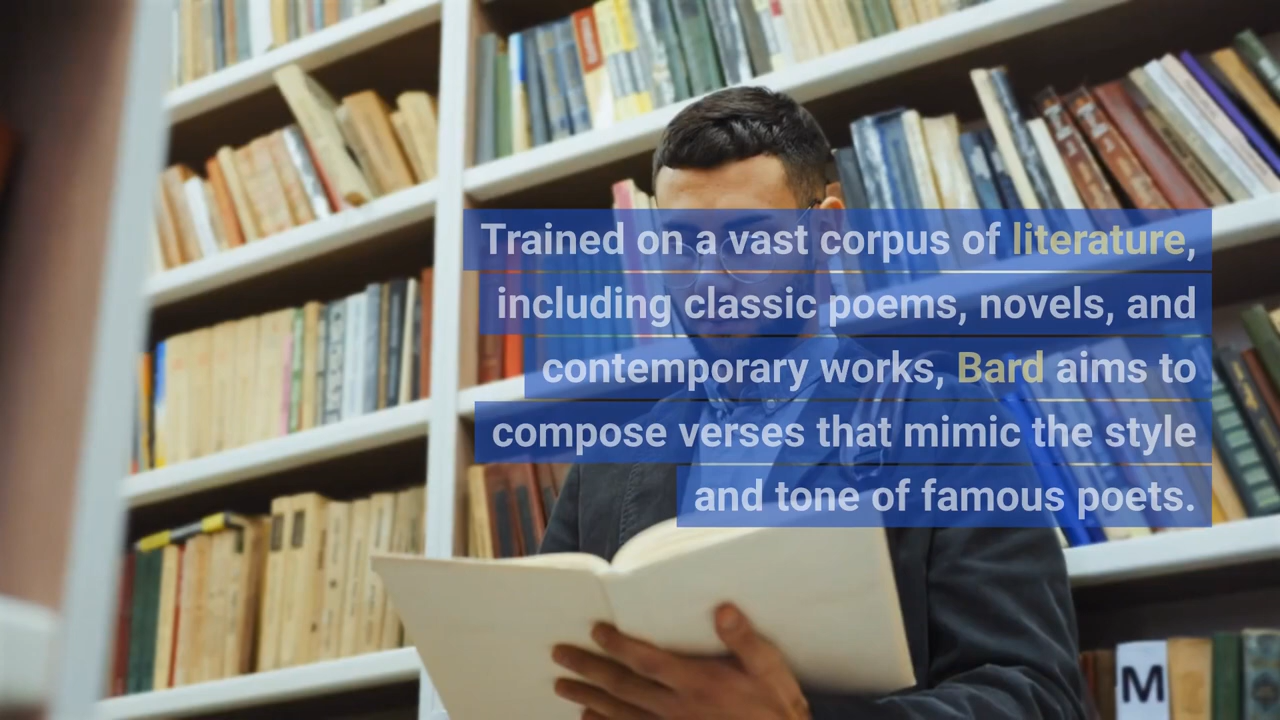 Trained on a vast corpus of literature,
including classic poems, novels, and
contemporary works, Bard aims to
compose verses that mimic the style
and tone of famous poets.
M